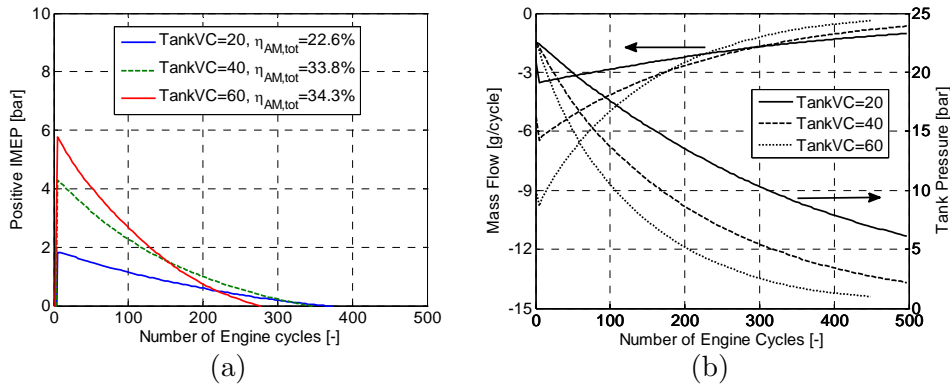 Positive IMEP [bar]
10
8
6
4
2
0
TankVC=20, ηAM,tot=22.6%
TankVC=40, ηAM,tot=33.8%
TankVC=60, ηAM,tot=34.3%
0 100 200 300 400 500
Number of Engine cycles [-]
(a)
Mass Flow [g/cycle]
0
-3
-6
-9
-12
-15
TankVC=20
TankVC=40
TankVC=60
25
20
15
10
5
0
Tank Pressure [bar]
0 100 200 300 400 500
Number of Engine Cycles [-]
(b)